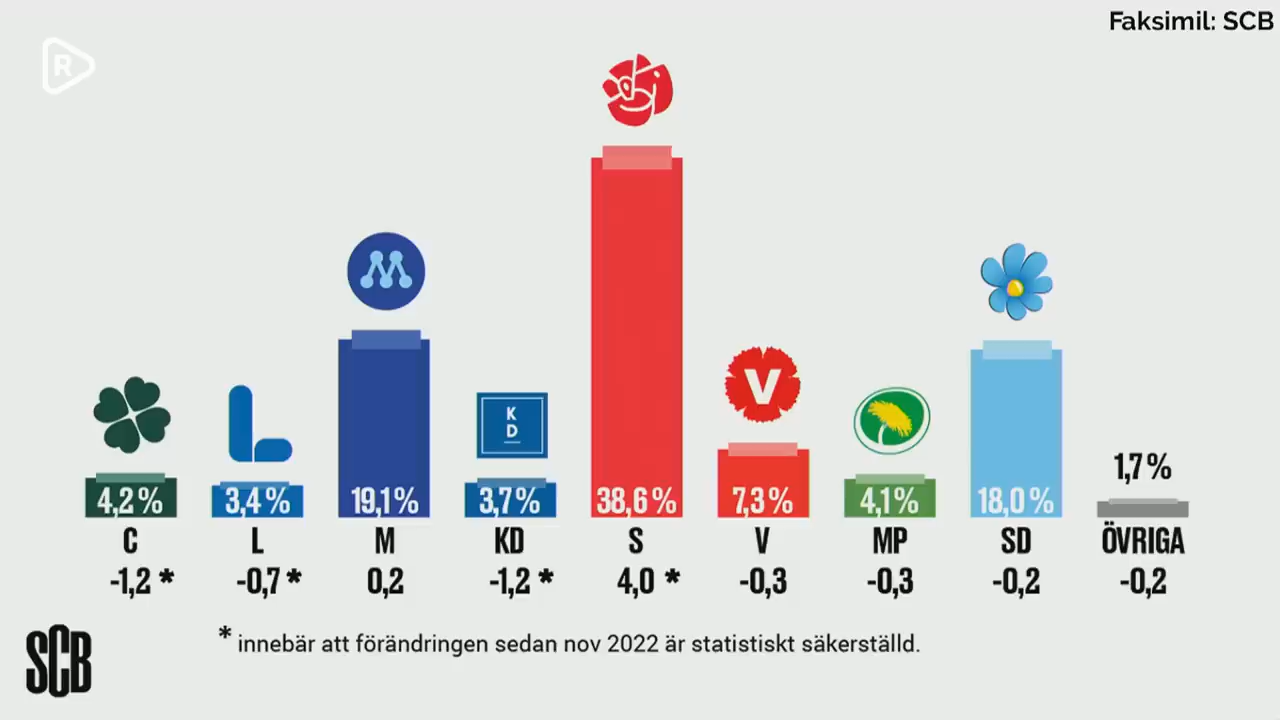 Faksimil: SCB
R
M
K
D
V
1,7 %
4,2 % 3,4 % 19,1 % 3,7 % 38,6 % 7,3 % 4,1 % 18,0 %
C L M KD S V MP SD ÖVRIGA
-1,2 * -0,7 * 0,2 -1,2 * 4,0 * -0,3 -0,3 -0,2 -0,2
* innebär att förändringen sedan nov 2022 är statistiskt säkerställd.
SCB